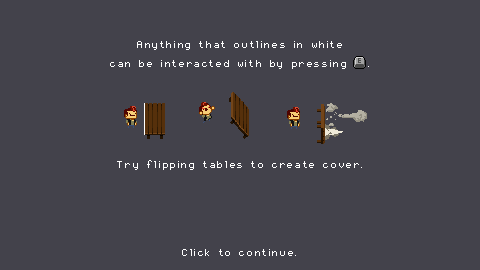 Anything that outlines in white
can be interacted with by pressing E.
Try flipping tables to create cover.
Click to continue.